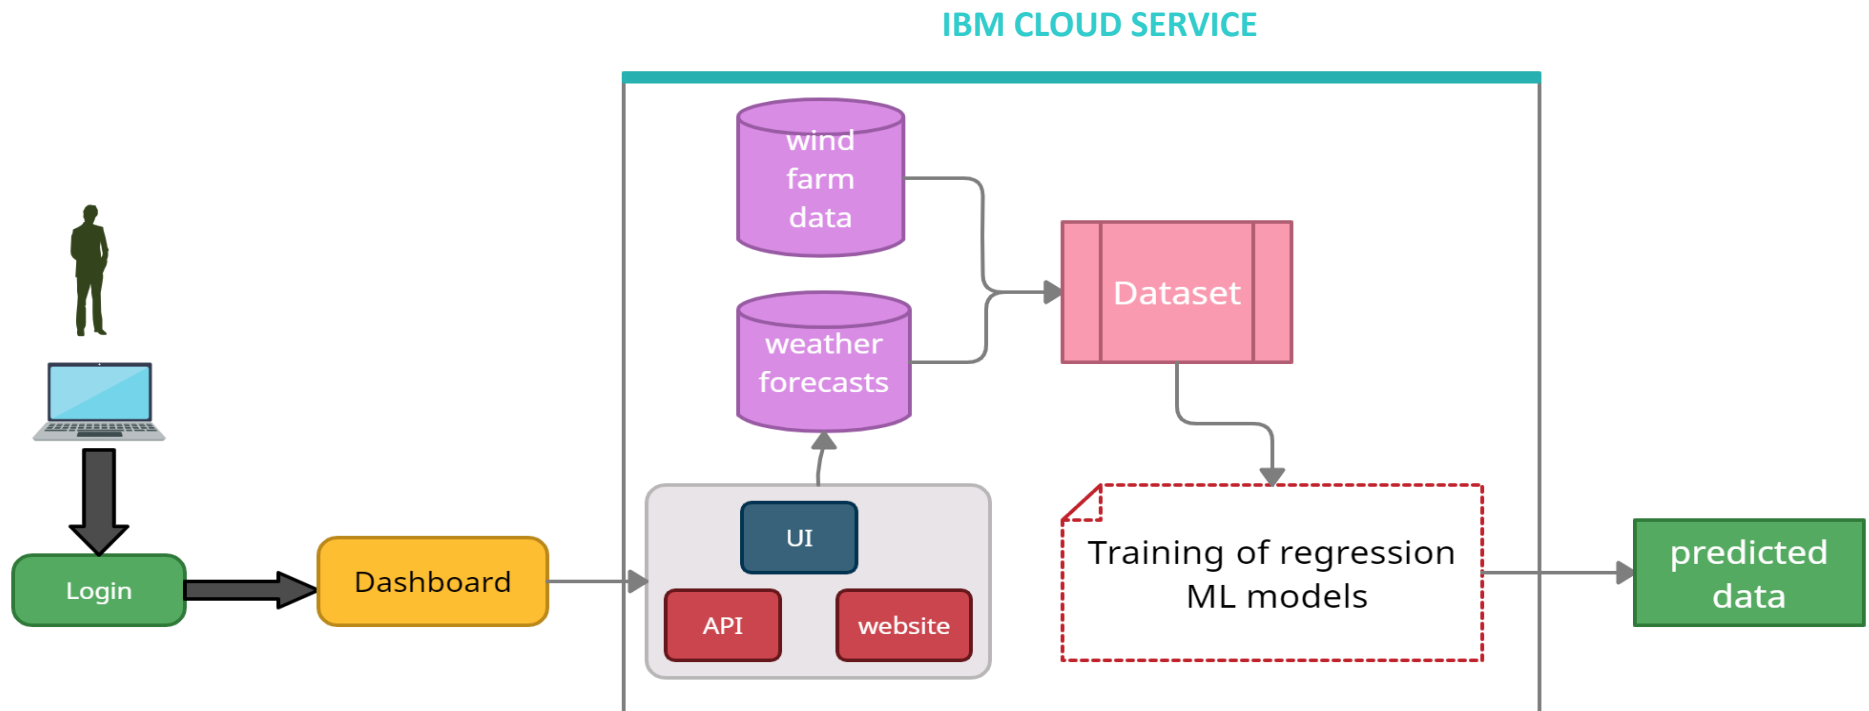 IBM CLOUD SERVICE
wind
farm
data
weather
forecasts
Dataset
UI
API
website
Login
Dashboard
Training of regression
ML models
predicted
data